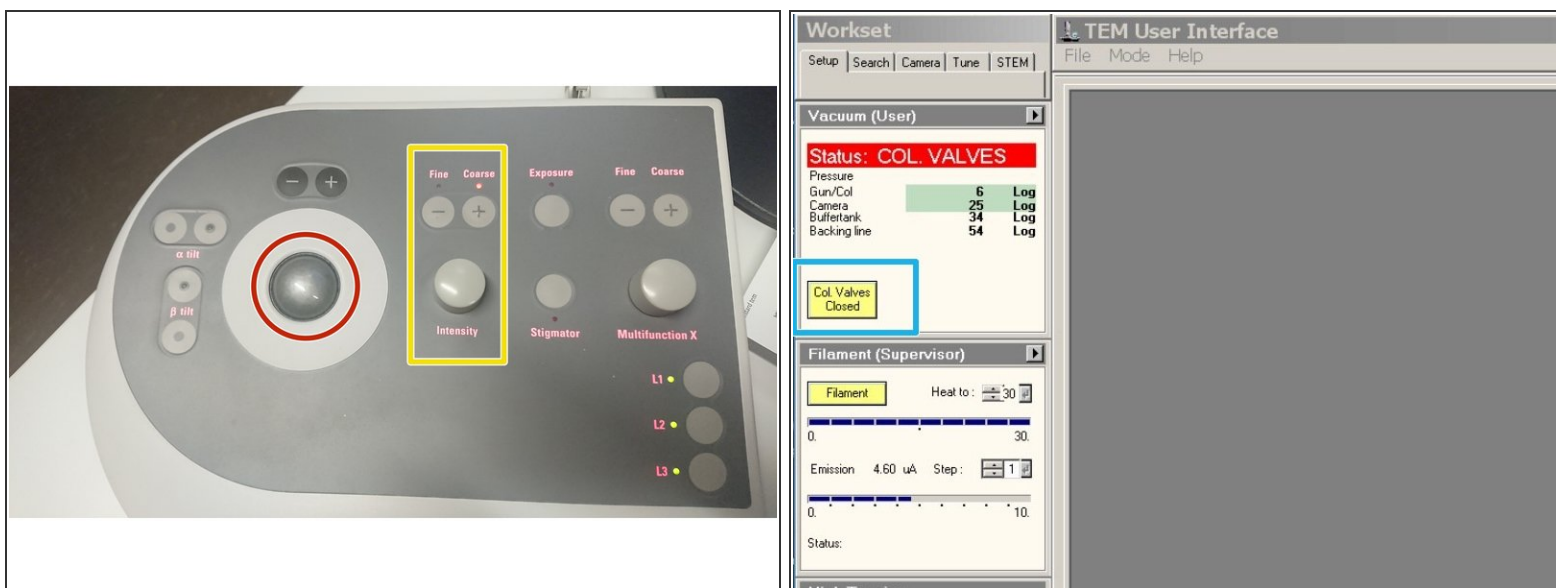 Fine Coarse Exposure Fine Coarse
− + − +
α tilt
β tilt
Intensity Stigmator Multifunction X
L1
L2
L3
Workset
Setup Search Camera Tune STEM
Vacuum (User)
Status: COL. VALVES
Pressure
Gun/Col 6 Log
Camera 25 Log
Buffertank 34 Log
Backing line 54 Log
Col. Valves
Closed
Filament (Supervisor)
Filament Heat to: 30
0. 30.
Emission 4.60 uA Step: 1
0. 10.
Status:
TEM User Interface
File Mode Help